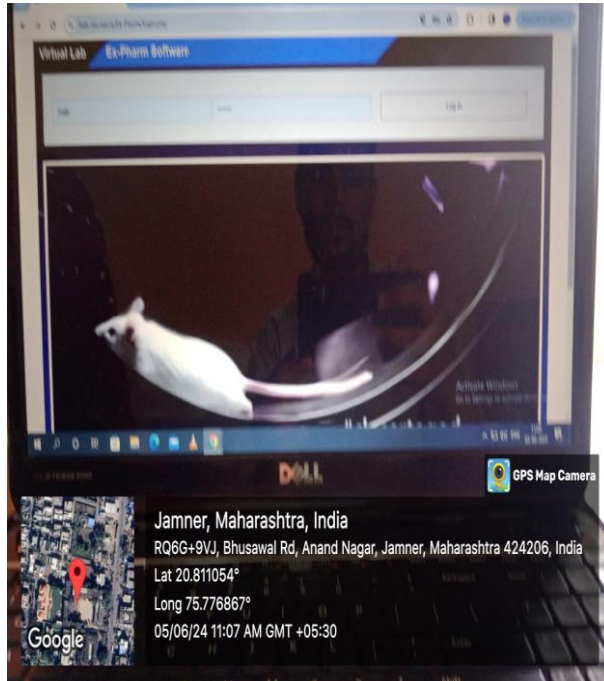 Virtual Lab Ex-Pharm Software
Log In
Activate Windows
DELL
GPS Map Camera
Jamner, Maharashtra, India
RQ6G+9VJ, Bhusawal Rd, Anand Nagar, Jamner, Maharashtra 424206, India
Lat 20.811054°
Long 75.776867°
05/06/24 11:07 AM GMT +05:30
Google